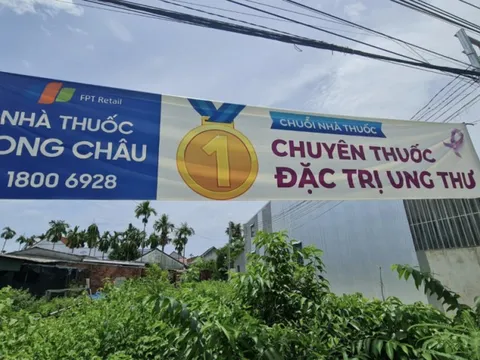 FPT Retail
NHÀ THUỐC
ONG CHÂU
1800 6928
1
CHUỖI NHÀ THUỐC
CHUYÊN THUỐC
ĐẶC TRỊ UNG THƯ